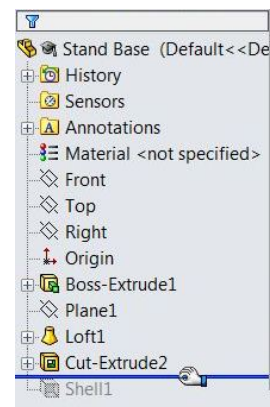 Stand Base (Default<<De
History
Sensors
Annotations
Material <not specified>
Front
Top
Right
Origin
Boss-Extrude1
Plane1
Loft1
Cut-Extrude2
Shell1